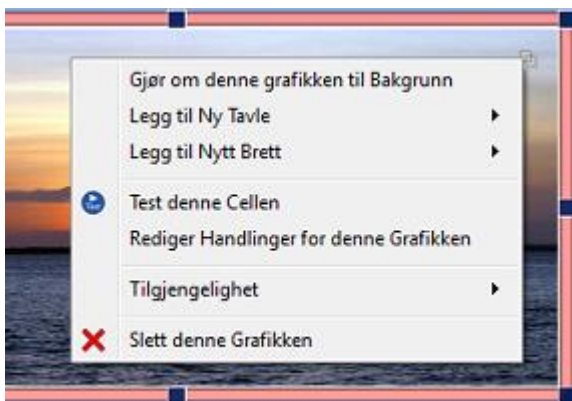 Gjør om denne grafikken til Bakgrunn
Legg til Ny Tavle
Legg til Nytt Brett
Test denne Cellen
Rediger Handlinger for denne Grafikken
Tilgjengelighet
Slett denne Grafikken